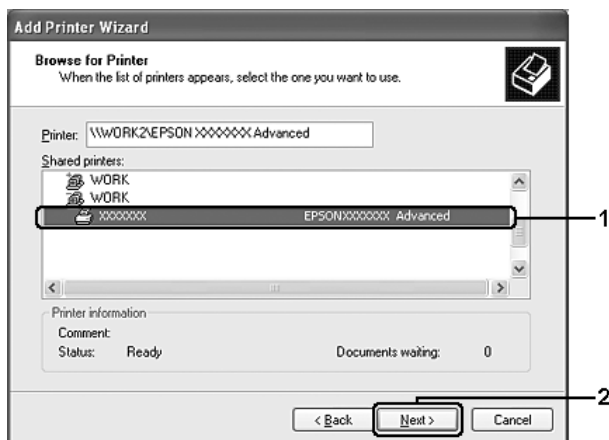 Add Printer Wizard
Browse for Printer
When the list of printers appears, select the one you want to use.
Printer: \\WORK2\EPSON XXXXXXX Advanced
Shared printers:
WORK
WORK
XXXXXXX EPSONXXXXXXX Advanced
1
Printer information
Comment:
Status: Ready Documents waiting: 0
2
< Back Next > Cancel